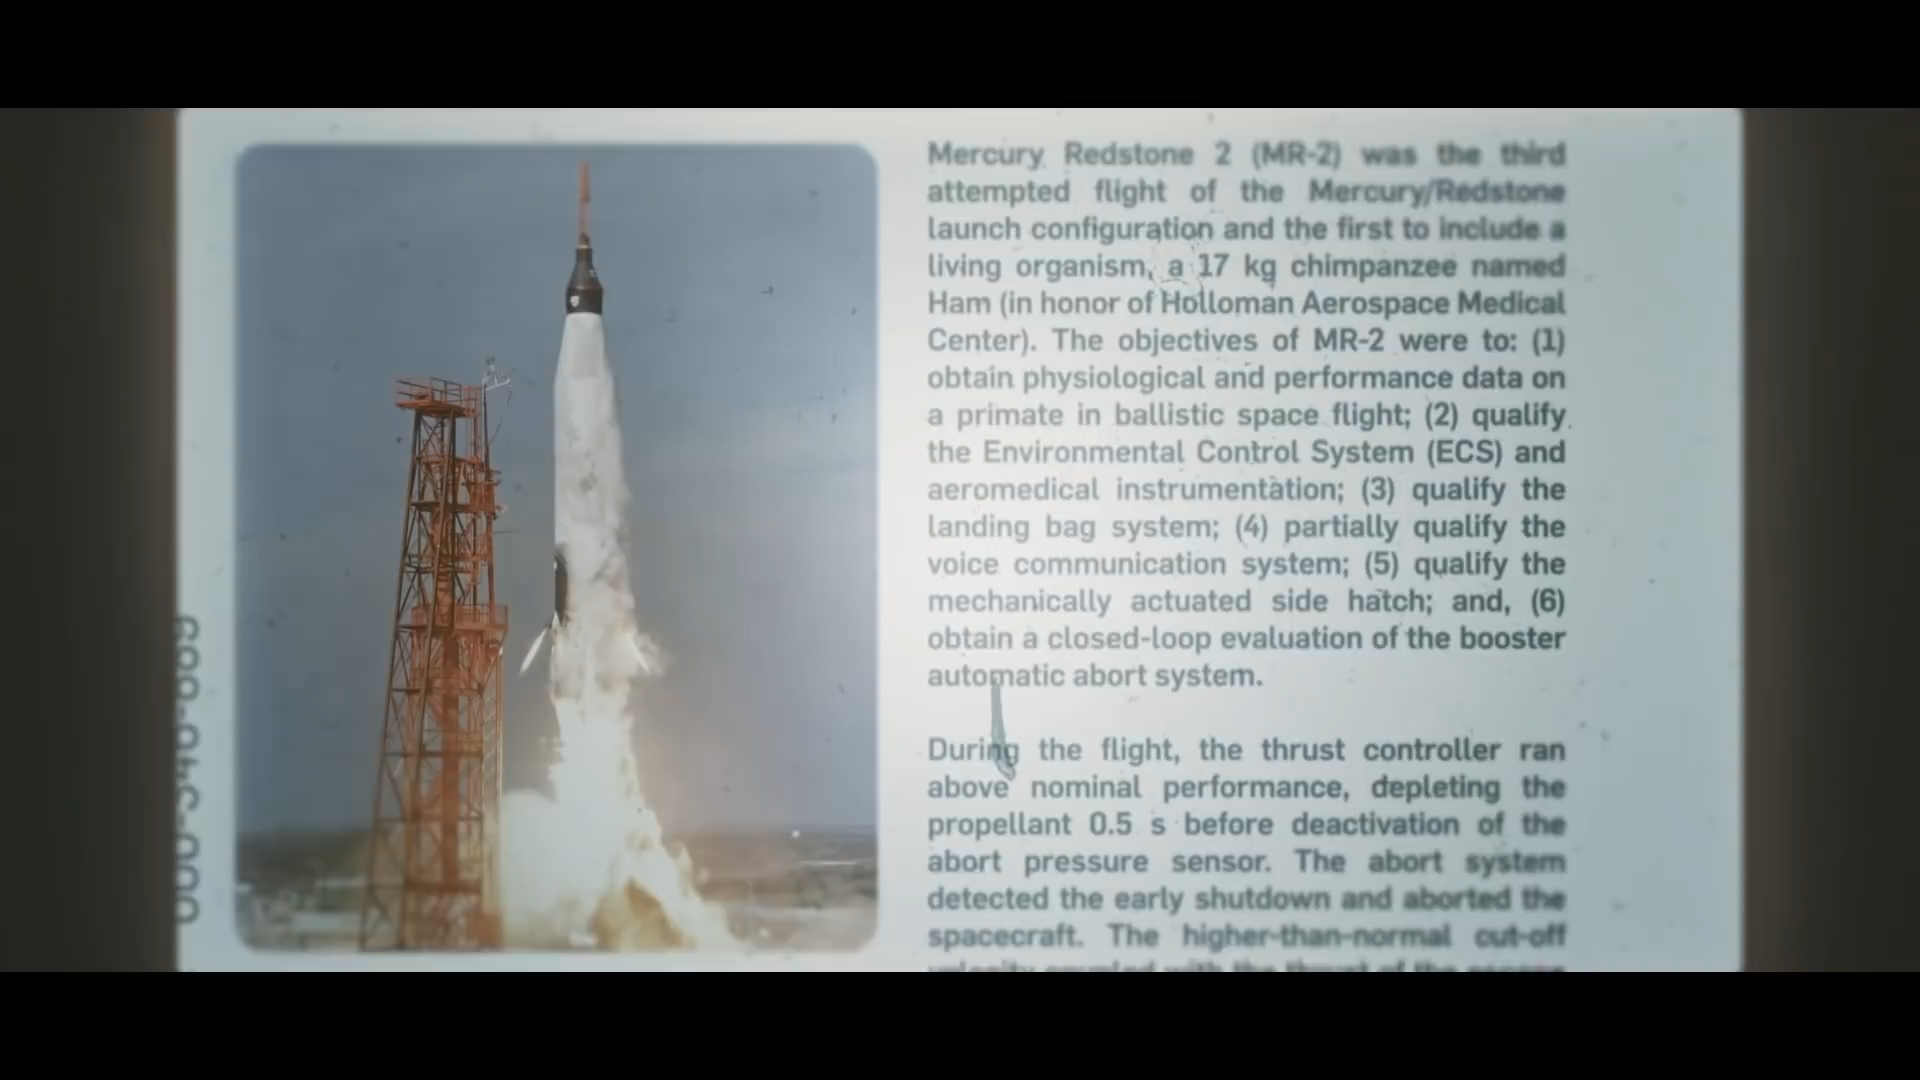 Mercury Redstone 2 (MR-2) was the third
attempted flight of the Mercury/Redstone
launch configuration and the first to include a
living organism, a 17 kg chimpanzee named
Ham (in honor of Holloman Aerospace Medical
Center). The objectives of MR-2 were to: (1)
obtain physiological and performance data on
a primate in ballistic space flight; (2) qualify
the Environmental Control System (ECS) and
aeromedical instrumentation; (3) qualify the
landing bag system; (4) partially qualify the
voice communication system; (5) qualify the
mechanically actuated side hatch; and, (6)
obtain a closed-loop evaluation of the booster
automatic abort system.
During the flight, the thrust controller ran
above nominal performance, depleting the
propellant 0.5 s before deactivation of the
abort pressure sensor. The abort system
detected the early shutdown and aborted the
spacecraft. The higher-than-normal cut-off